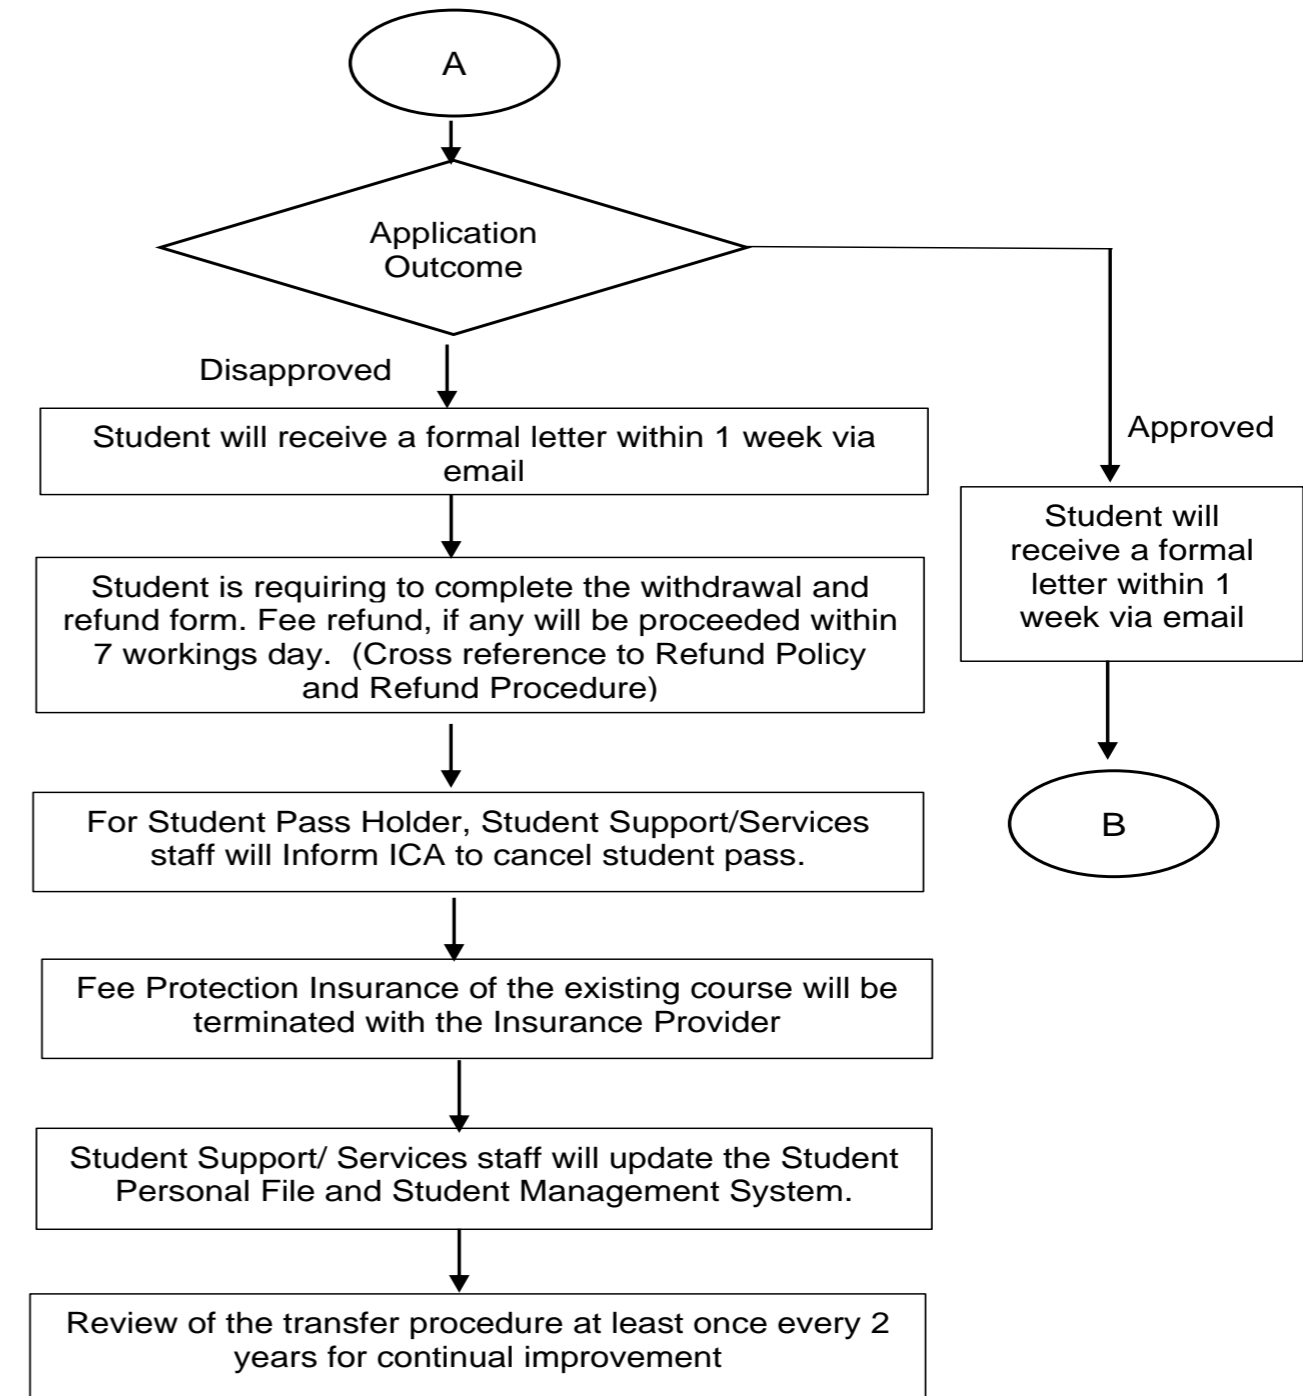 A
Application
Outcome
Disapproved
Student will receive a formal letter within 1 week via
email
Student is requiring to complete the withdrawal and
refund form. Fee refund, if any will be proceeded within
7 workings day.  (Cross reference to Refund Policy
and Refund Procedure)
For Student Pass Holder, Student Support/Services
staff will Inform ICA to cancel student pass.
Fee Protection Insurance of the existing course will be
terminated with the Insurance Provider
Student Support/ Services staff will update the Student
Personal File and Student Management System.
Review of the transfer procedure at least once every 2
years for continual improvement
Approved
Student will
receive a formal
letter within 1
week via email
B